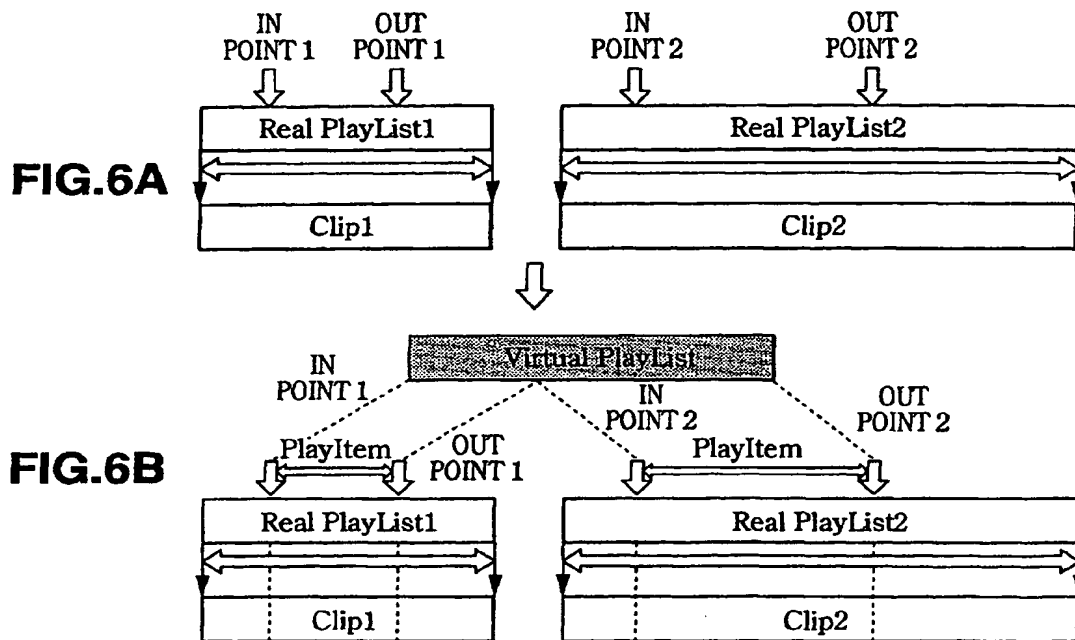 IN
POINT 1
OUT
POINT 1
IN
POINT 2
OUT
POINT 2
Real PlayList1
Real PlayList2
FIG.6A
Clip1
Clip2
Virtual PlayList
IN
POINT 1
IN
POINT 2
OUT
POINT 2
PlayItem
OUT
POINT 1
PlayItem
FIG.6B
Real PlayList1
Real PlayList2
Clip1
Clip2